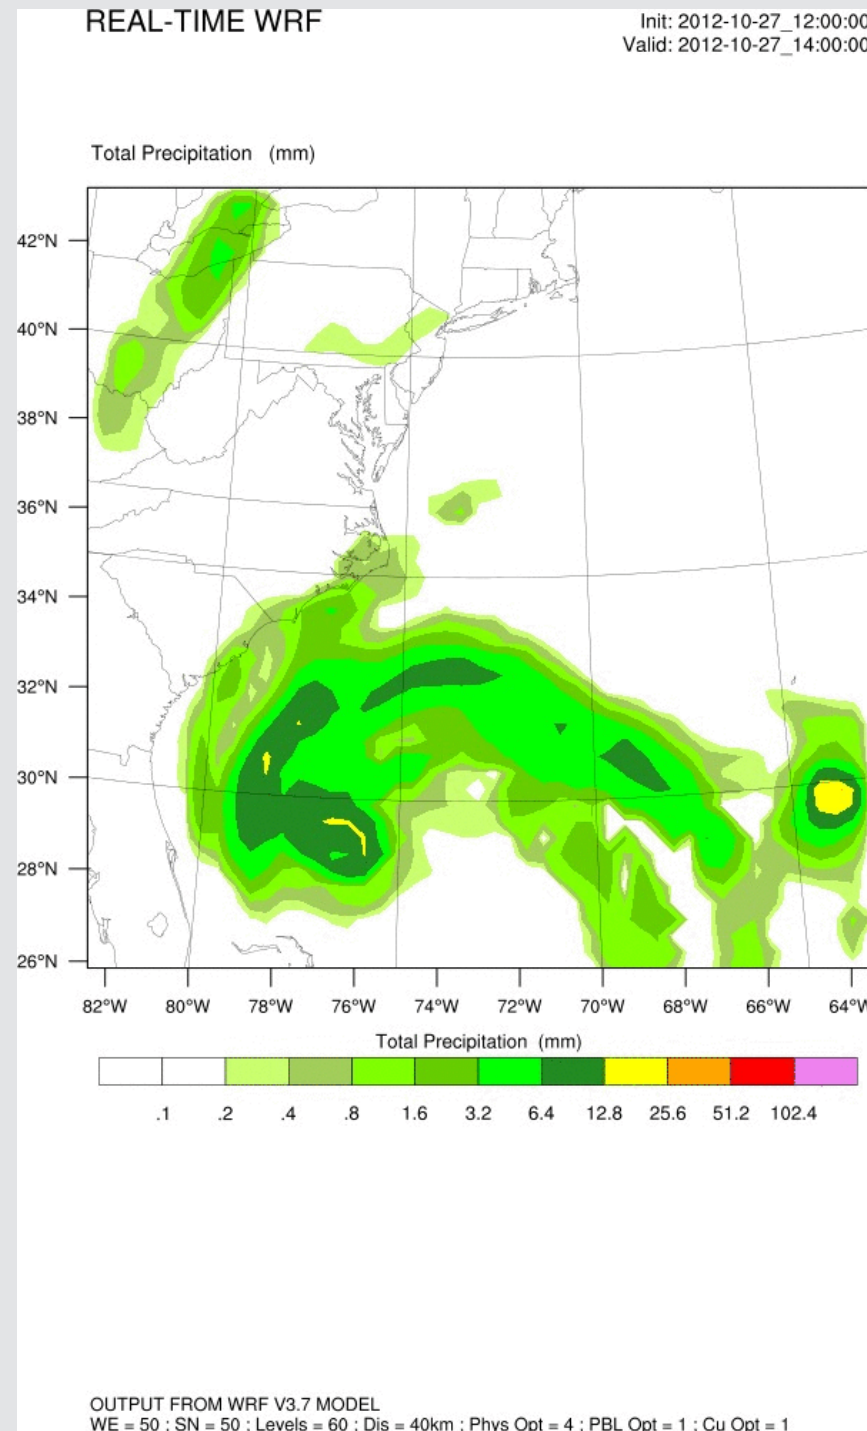 REAL-TIME WRF
Init: 2012-10-27_12:00:00
Valid: 2012-10-27_14:00:00
Total Precipitation (mm)
42°N
40°N
38°N
36°N
34°N
32°N
30°N
28°N
26°N
82°W 80°W 78°W 76°W 74°W 72°W 70°W 68°W 66°W 64°W
Total Precipitation (mm)
.1 .2 .4 .8 1.6 3.2 6.4 12.8 25.6 51.2 102.4
OUTPUT FROM WRF V3.7 MODEL
WE = 50 ; SN = 50 ; Levels = 60 ; Dis = 40km ; Phys Opt = 4 ; PBL Opt = 1 ; Cu Opt = 1